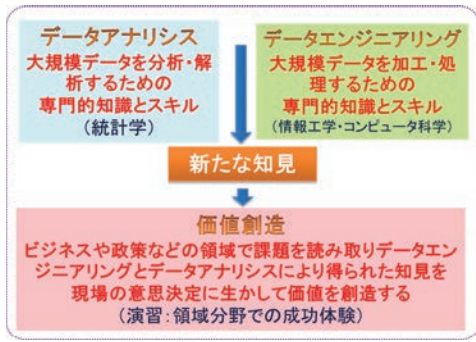 データアナリシス
大規模データを分析・解
析するための
専門的知識とスキル
(統計学)
データエンジニアリング
大規模データを加工・処
理するための
専門的知識とスキル
(情報工学・コンピュータ科学)
新たな知見
価値創造
ビジネスや政策などの領域で課題を読み取りデータエン
ジニアリングとデータアナリシスにより得られた知見を
現場の意思決定に生かして価値を創造する
(演習:領域分野での成功体験)